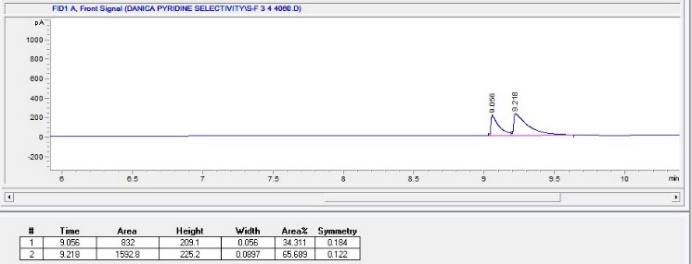 FID1 A, Front Signal (DANICA PYRIDINE SELECTIVITY\S-F 3 4 4060.D)
pA
1000
800
600
400
200
0
-200
9.056
9.218
6 6.5 7 7.5 8 8.5 9 9.5 10 min
# Time Area Height Width Area% Symmetry
1 9.056 832 209.1 0.056 34.311 0.184
2 9.218 1592.8 225.2 0.0897 65.689 0.122